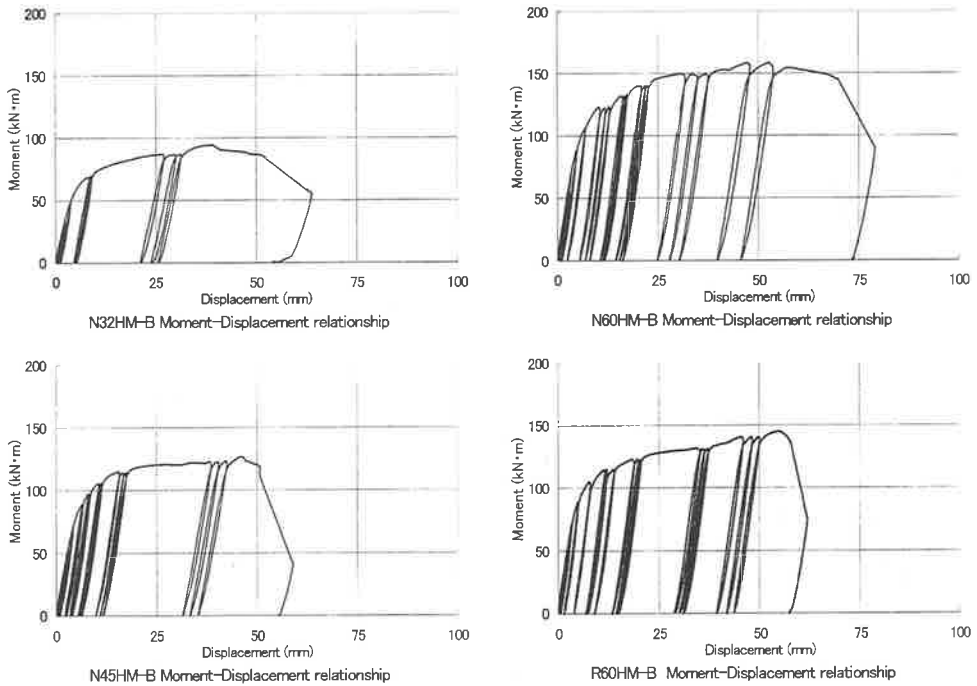 200
150
100
50
0
Moment (kN·m)
0 25 50 75 100
Displacement (mm)
N32HM-B Moment-Displacement relationship
200
150
100
50
0
Moment (kN·m)
0 25 50 75 100
Displacement (mm)
N60HM-B Moment-Displacement relationship
200
150
100
50
0
Moment (kN·m)
0 25 50 75 100
Displacement (mm)
N45HM-B Moment-Displacement relationship
200
150
100
50
0
Moment (kN·m)
0 25 50 75 100
Displacement (mm)
R60HM-B Moment-Displacement relationship